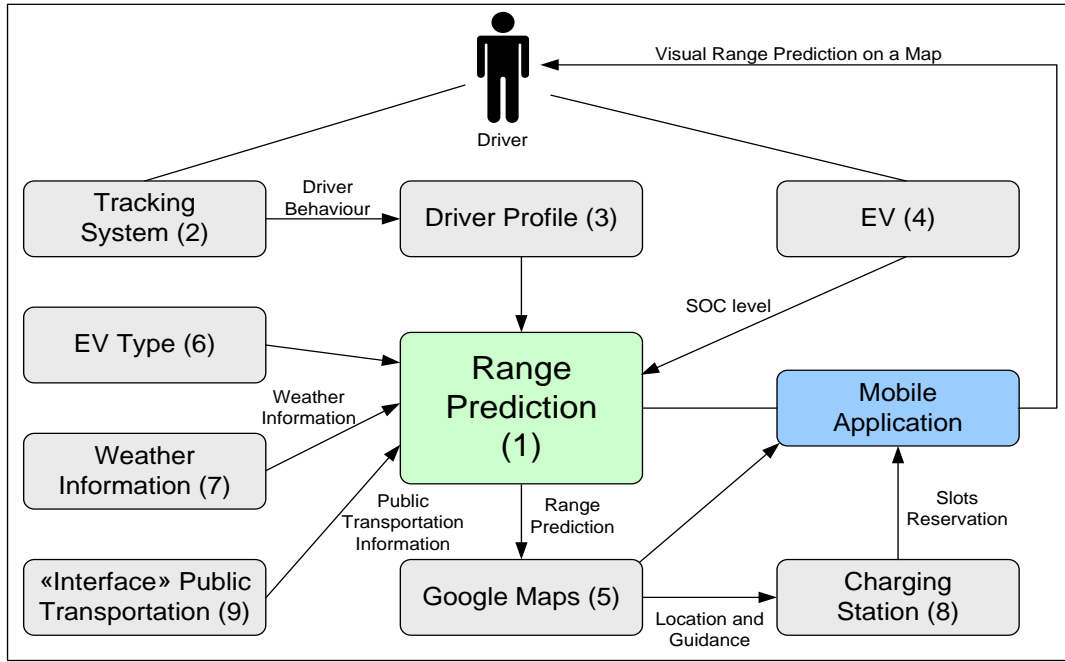 Visual Range Prediction on a Map
Driver
Tracking
System (2)
Driver
Behaviour
Driver Profile (3)
EV (4)
SOC level
EV Type (6)
Range
Prediction
(1)
Weather
Information
Mobile
Application
Weather
Information (7)
Public
Transportation
Information
Range
Prediction
Slots
Reservation
«Interface» Public
Transportation (9)
Google Maps (5)
Location and
Guidance
Charging
Station (8)